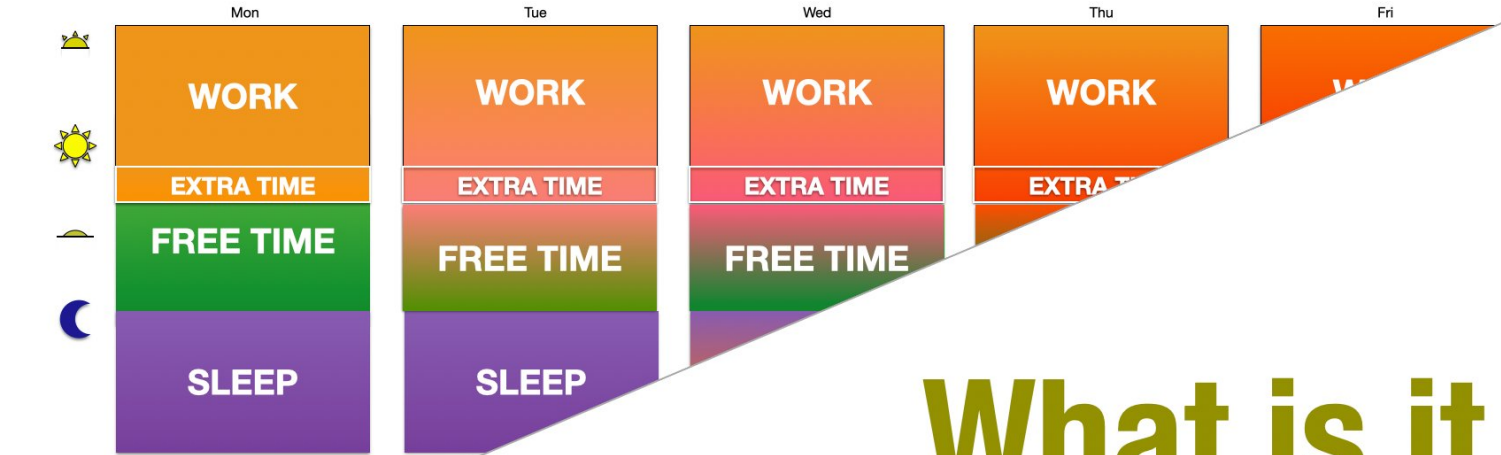 Mon Tue Wed Thu Fri
WORK WORK WORK WORK
EXTRA TIME EXTRA TIME EXTRA TIME EXTRA
FREE TIME FREE TIME FREE TIME
SLEEP SLEEP
What is it